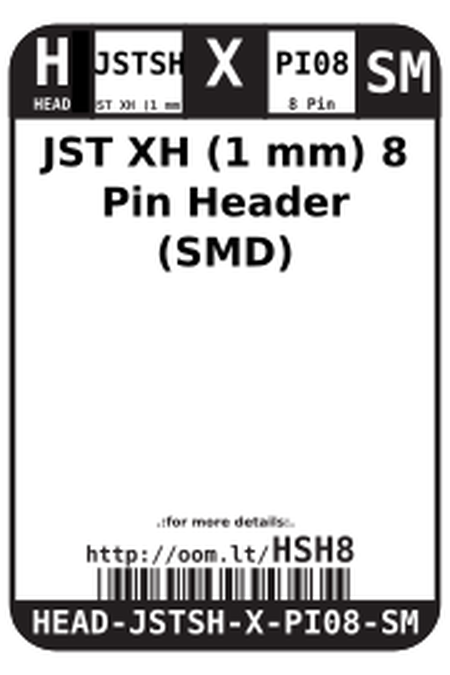 H JSTSH X PI08 SM
HEAD ST XH (1 mm 8 Pin
JST XH (1 mm) 8
Pin Header
(SMD)
.:for more details:.
http://oom.lt/HSH8
HEAD-JSTSH-X-PI08-SM